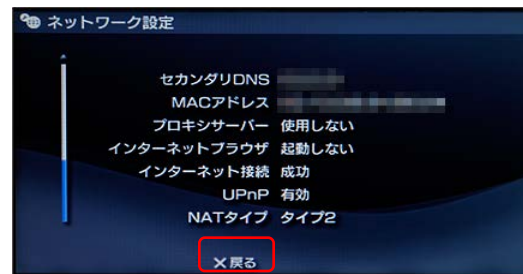 ネットワーク設定
セカンダリDNS
MACアドレス
プロキシサーバー 使用しない
インターネットブラウザ 起動しない
インターネット接続 成功
UPnP 有効
NATタイプ タイプ2
×戻る